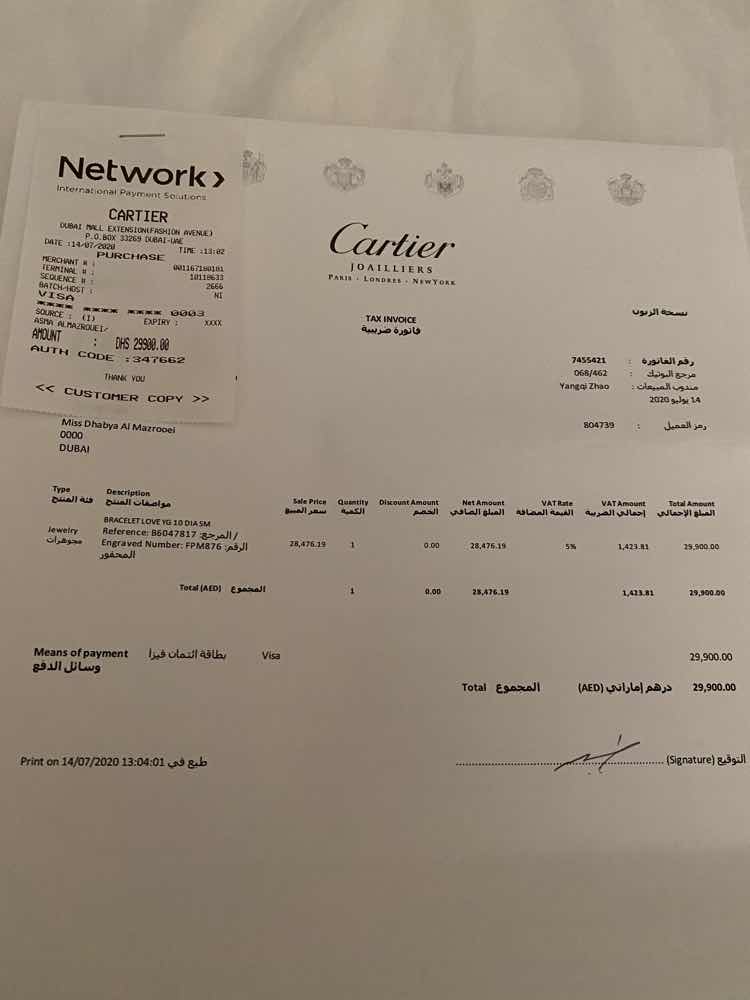 Network>
International Payment Solutions
CARTIER
DUBAI MALL EXTENSION(FASHION AVENUE)
P.O.BOX 33269 DUBAI-UAE
DATE :14/07/2020 TIME :13:02
PURCHASE
MERCHANT # : 001167180181
TERMINAL # : 10118633
SEQUENCE # : 2666
BATCH-HOST : NI
VISA
**** **** **** 0003
SOURCE : (I) EXPIRY : XXXX
ASMA ALMAZROUEI/
AMOUNT : DHS 29900.00
AUTH CODE :347662
THANK YOU
<< CUSTOMER COPY >>
Cartier
JOAILLIERS
PARIS - LONDRES - NEWYORK
TAX INVOICE
فاتورة ضريبية
نسخة الزبون
رقم الفاتورة : 7455421
مرجع البوتيك : 068/462
مندوب المبيعات : Yangqi Zhao
14 يوليو 2020
رمز العميل : 804739
Miss Dhabya Al Mazrooei
0000
DUBAI
Type Description Sale Price Quantity Discount Amount Net Amount VAT Rate VAT Amount Total Amount
فئة المنتج مواصفات المنتج سعر المبيع الكمية الخصم المبلغ الصافي القيمة المضافة إجمالي الضريبة المبلغ الإجمالي
BRACELET LOVE YG 10 DIA SM
Jewelry Reference: B6047817 المرجع: /
مجوهرات Engraved Number: FPM876 الرقم: 28,476.19 1 0.00 28,476.19 5% 1,423.81 29,900.00
المحفور
Total (AED) المجموع 1 0.00 28,476.19 1,423.81 29,900.00
Means of payment بطاقة ائتمان فيزا Visa 29,900.00
وسائل الدفع
Total المجموع (AED) درهم إماراتي 29,900.00
Print on 14/07/2020 13:04:01 طبع في
(Signature) التوقيع